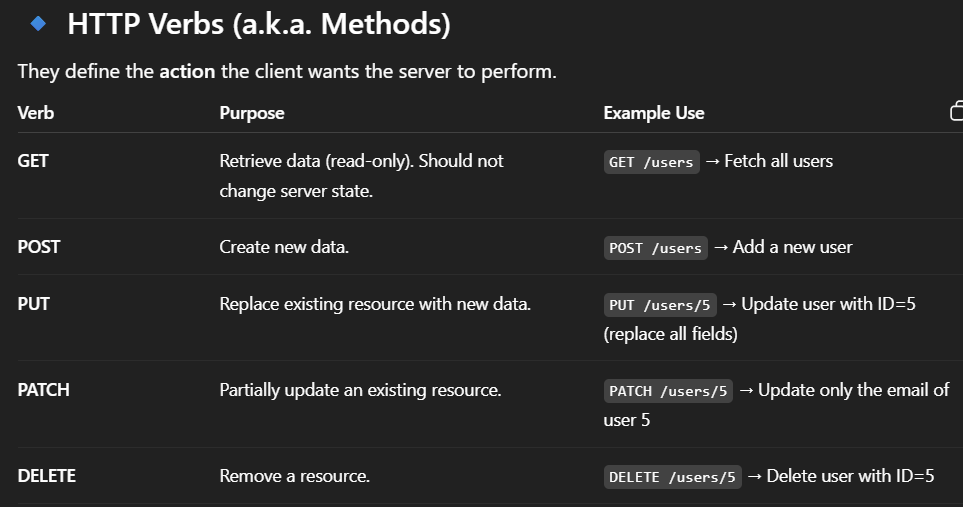 🔹 HTTP Verbs (a.k.a. Methods)
They define the action the client wants the server to perform.
Verb Purpose Example Use
GET Retrieve data (read-only). Should not GET /users → Fetch all users
change server state.
POST Create new data. POST /users → Add a new user
PUT Replace existing resource with new data. PUT /users/5 → Update user with ID=5
(replace all fields)
PATCH Partially update an existing resource. PATCH /users/5 → Update only the email of
user 5
DELETE Remove a resource. DELETE /users/5 → Delete user with ID=5